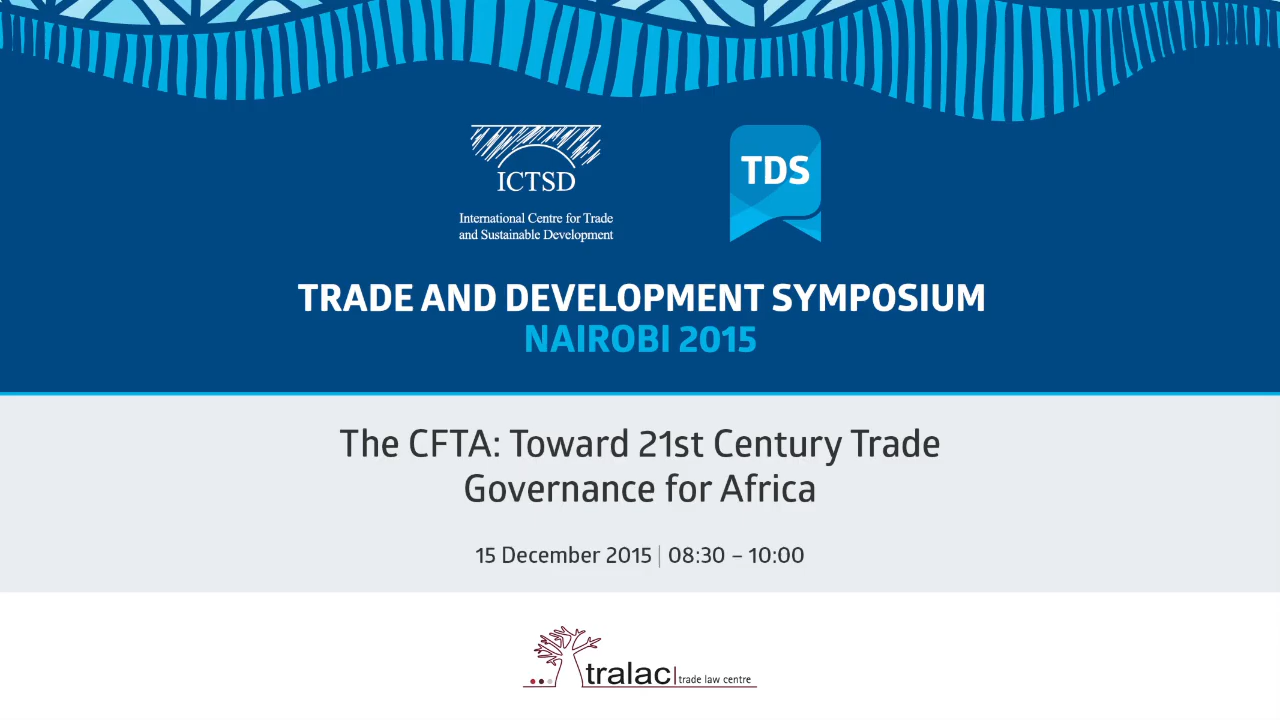 ICTSD
International Centre for Trade
and Sustainable Development
TDS
TRADE AND DEVELOPMENT SYMPOSIUM
NAIROBI 2015
The CFTA: Toward 21st Century Trade
Governance for Africa
15 December 2015 | 08:30 – 10:00
tralac | trade law centre